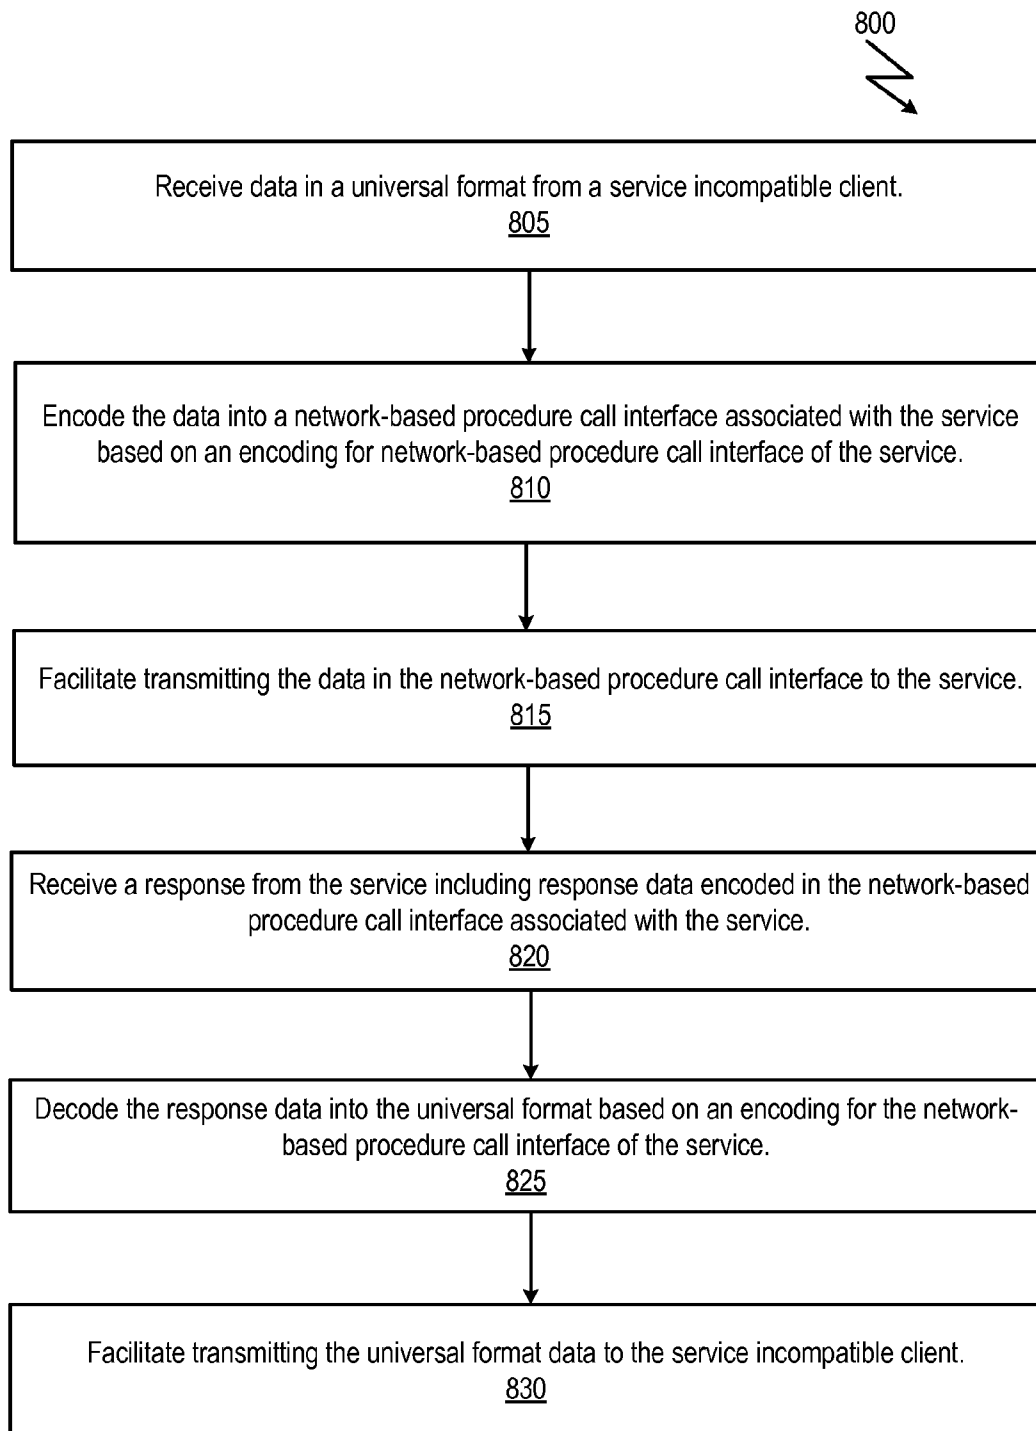 800
Receive data in a universal format from a service incompatible client.
805
Encode the data into a network-based procedure call interface associated with the service
based on an encoding for network-based procedure call interface of the service.
810
Facilitate transmitting the data in the network-based procedure call interface to the service.
815
Receive a response from the service including response data encoded in the network-based
procedure call interface associated with the service.
820
Decode the response data into the universal format based on an encoding for the network-
based procedure call interface of the service.
825
Facilitate transmitting the universal format data to the service incompatible client.
830